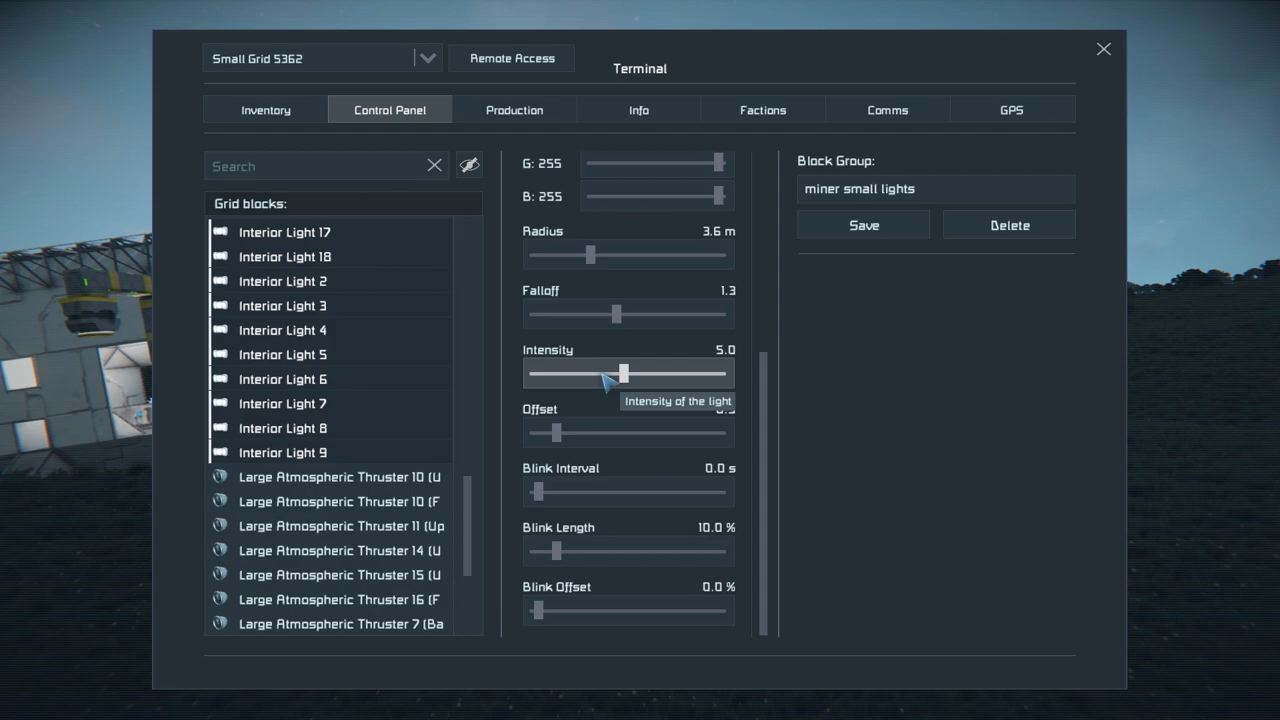 Small Grid 5362
Remote Access
Terminal
Inventory
Control Panel
Production
Info
Factions
Comms
GPS
Search
Grid blocks:
Interior Light 17
Interior Light 18
Interior Light 2
Interior Light 3
Interior Light 4
Interior Light 5
Interior Light 6
Interior Light 7
Interior Light 8
Interior Light 9
Large Atmospheric Thruster 10 (U
Large Atmospheric Thruster 10 (F
Large Atmospheric Thruster 11 (Up
Large Atmospheric Thruster 14 (U
Large Atmospheric Thruster 15 (U
Large Atmospheric Thruster 16 (F
Large Atmospheric Thruster 7 (Ba
G: 255
B: 255
Radius 3.6 m
Falloff 1.3
Intensity 5.0
Intensity of the light
Offset
Blink Interval 0.0 s
Blink Length 10.0 %
Blink Offset 0.0 %
Block Group:
miner small lights
Save
Delete